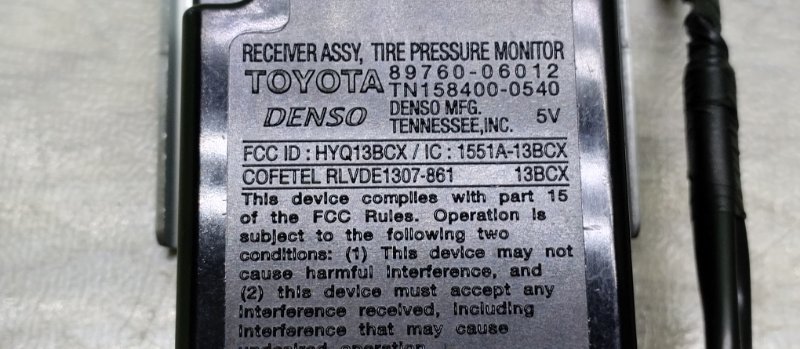 RECEIVER ASSY, TIRE PRESSURE MONITOR
TOYOTA 89760-06012
TN158400-0540
DENSO DENSO MFG. 5V
TENNESSEE,INC.
FCC ID : HYQ13BCX / IC : 1551A-13BCX
COFETEL RLVDE1307-861 13BCX
This device complies with part 15
of the FCC Rules. Operation is
subject to the following two
conditions: (1) This device may not
cause harmful interference, and
(2) this device must accept any
interference received, including
interference that may cause
undesired operation.